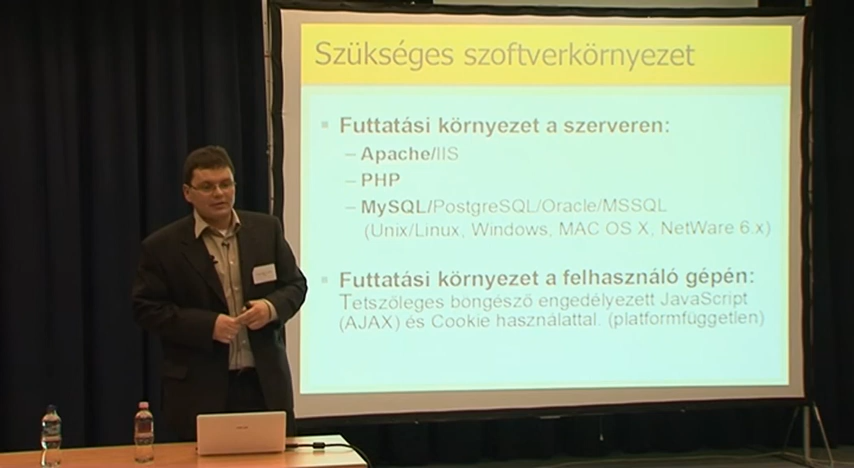 Szükséges szoftverkörnyezet
Futtatási környezet a szerveren:
– Apache/IIS
– PHP
– MySQL/PostgreSQL/Oracle/MSSQL
(Unix/Linux, Windows, MAC OS X, NetWare 6.x)
Futtatási környezet a felhasználó gépén:
Tetszőleges böngésző engedélyezett JavaScript
(AJAX) és Cookie használattal. (platformfüggetlen)